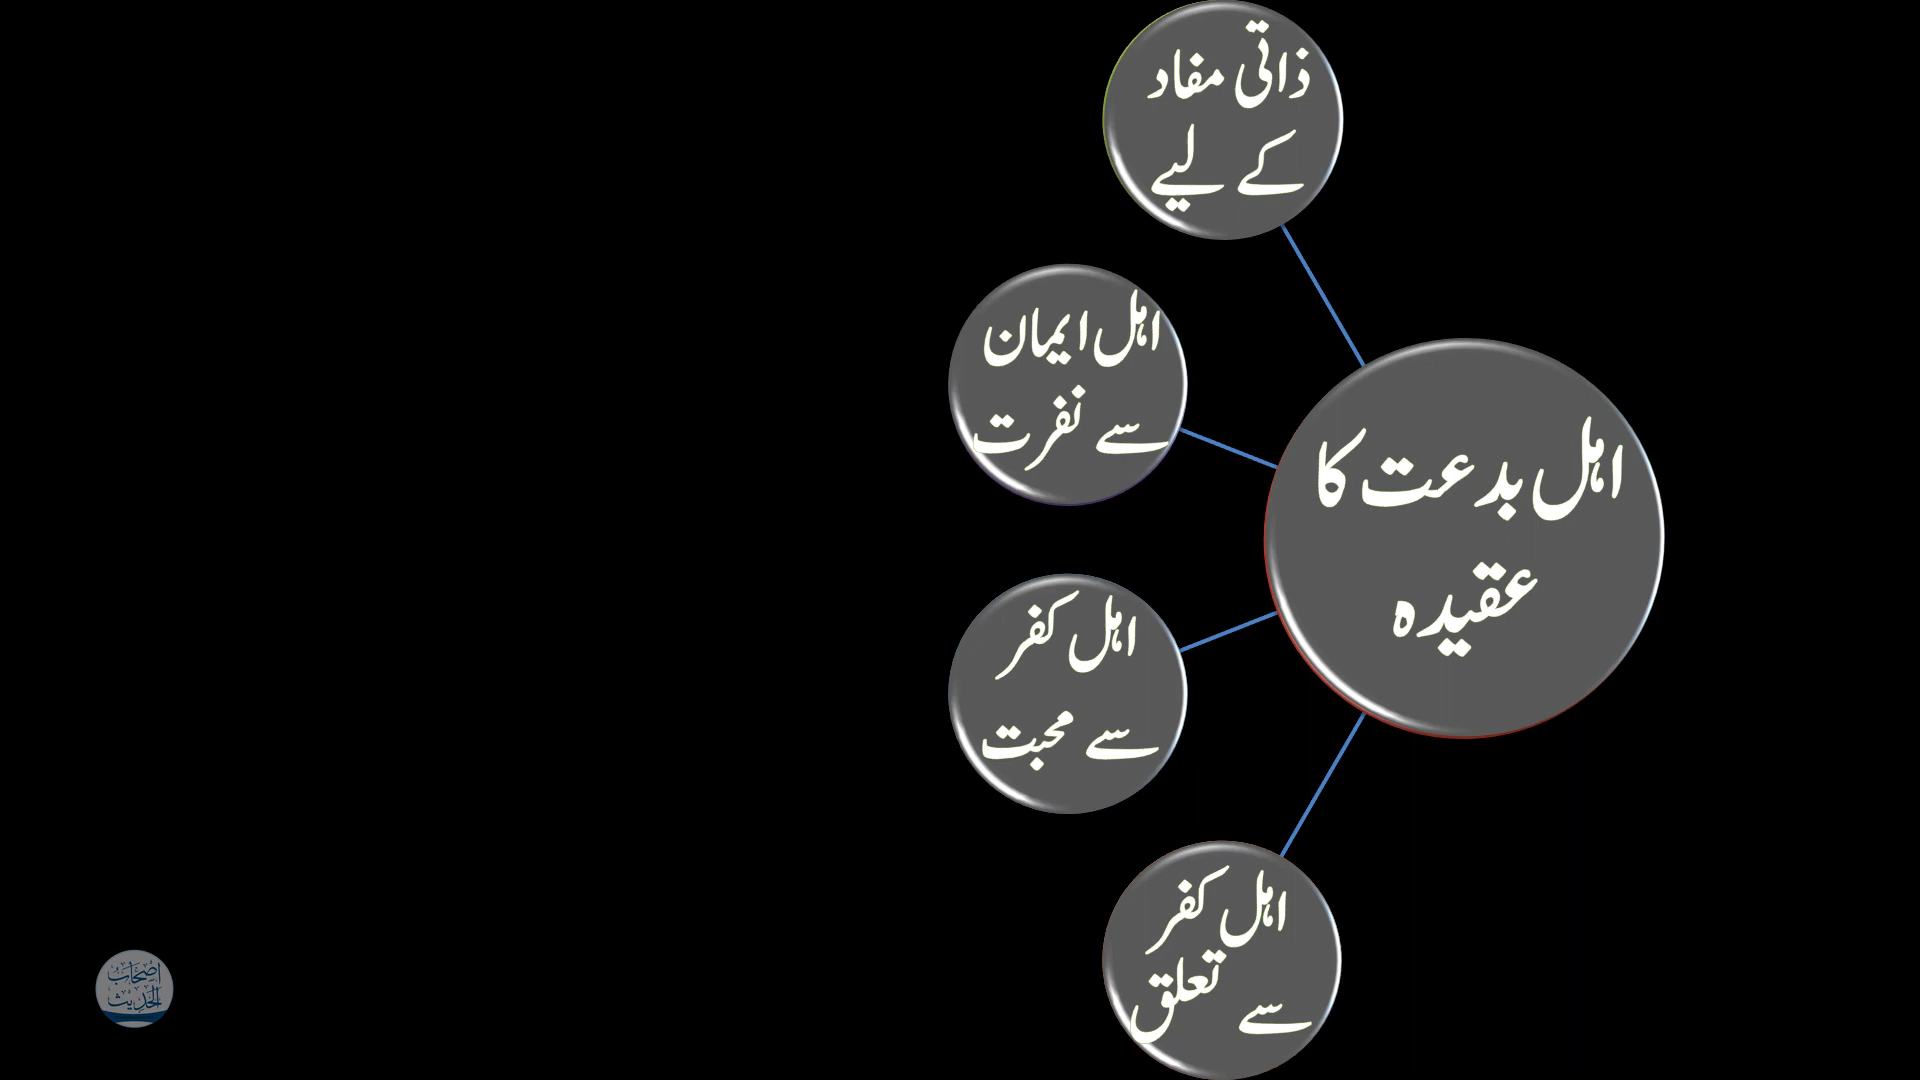 ذاتی مفاد
کے لیے
اہل ایمان
سے نفرت
اہل بدعت کا
عقیدہ
اہل کفر
سے محبت
اہل کفر
سے تعلق
اصحاب
الحدیث